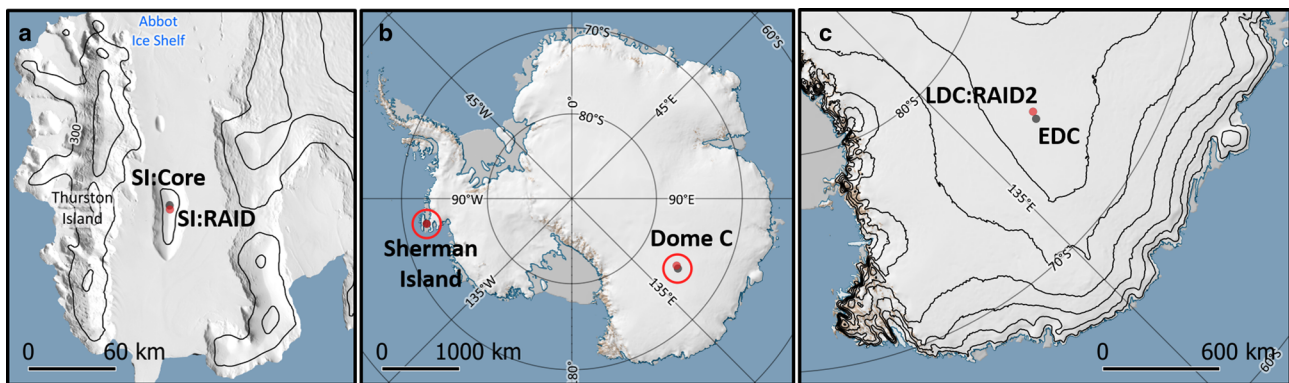 a
Abbot
Ice Shelf
300
SI:Core
Thurston
Island
SI:RAID
0
60 km
b
70°S
60°S
45°W
0°
80°S
45°E
90°W
90°E
Sherman
Island
Dome C
135°W
135°E
180°
0
1000 km
c
LDC:RAID2
80°S
EDC
135°E
70°S
0
600 km
60°S